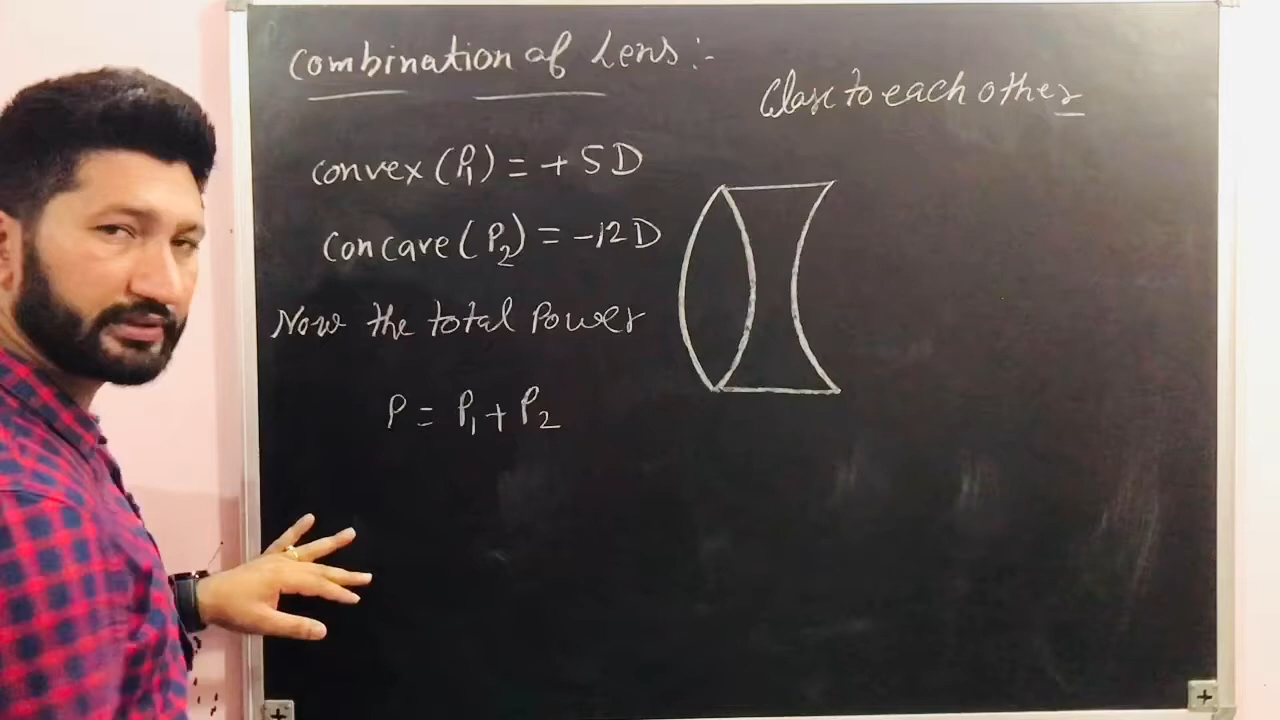 Combination of Lens :-
Close to each other
Convex (P₁) = + 5 D
Concave (P₂) = -12 D
Now the total Power
P = P₁ + P₂